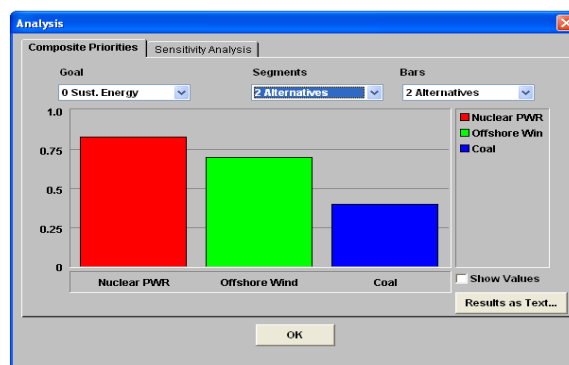 Analysis
Composite Priorities Sensitivity Analysis
Goal Segments Bars
0 Sust. Energy 2 Alternatives 2 Alternatives
1.0
0.75
0.5
0.25
0
Nuclear PWR Offshore Wind Coal
Nuclear PWR
Offshore Win
Coal
Show Values
Results as Text...
OK